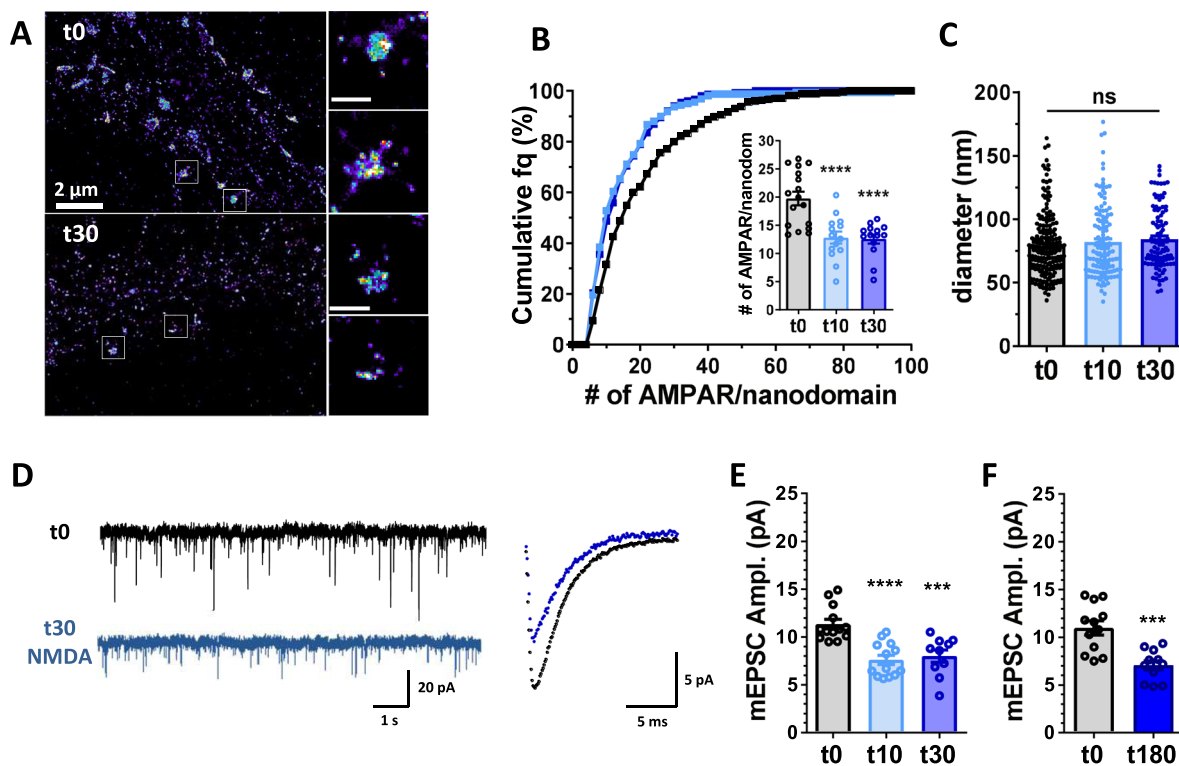 A
t0
2 µm
t30
B
Cumulative fq (%)
100
80
60
40
20
0
0 20 40 60 80 100
# of AMPAR/nanodomain
# of AMPAR/nanodom
30
25
20
15
10
5
0
****
****
t0 t10 t30
C
diameter (nm)
200
150
100
50
0
ns
t0 t10 t30
D
t0
t30
NMDA
20 pA
1 s
5 pA
5 ms
E
mEPSC Ampl. (pA)
25
20
15
10
5
0
**** ***
t0 t10 t30
F
mEPSC Ampl. (pA)
25
20
15
10
5
0
***
t0 t180